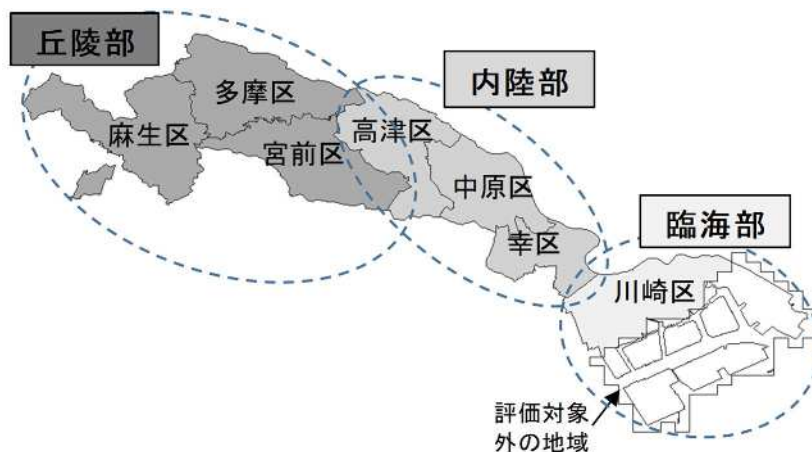 丘陵部
内陸部
多摩区
高津区
麻生区
宮前区
中原区
幸区
臨海部
川崎区
評価対象
外の地域